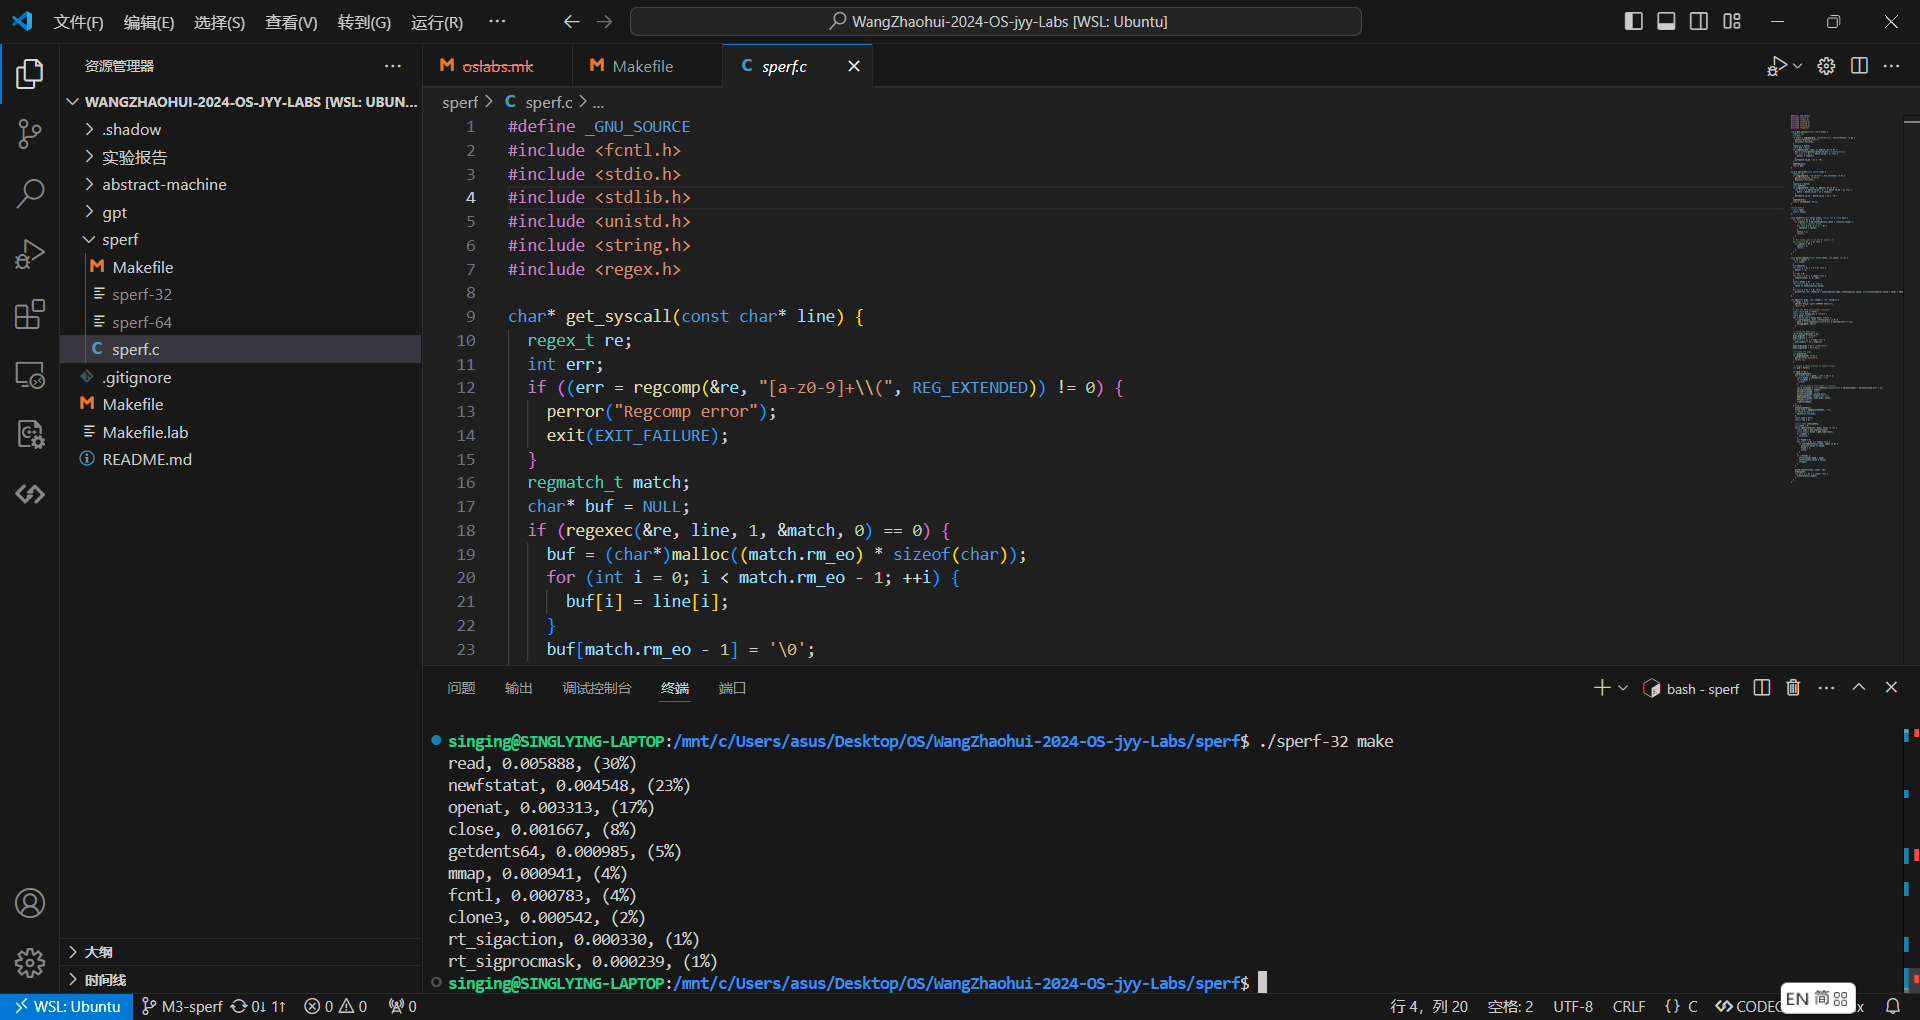 文件(F) 编辑(E) 选择(S) 查看(V) 转到(G) 运行(R) ··· WangZhaohui-2024-OS-jyy-Labs [WSL: Ubuntu]
资源管理器 ···
WANGZHAOHUI-2024-OS-JYY-LABS [WSL: UBUN...
.shadow
实验报告
abstract-machine
gpt
sperf
Makefile
sperf-32
sperf-64
sperf.c
.gitignore
Makefile
Makefile.lab
README.md
大纲
时间线
oslabs.mk Makefile sperf.c
sperf > C sperf.c > ...
1 #define _GNU_SOURCE
2 #include <fcntl.h>
3 #include <stdio.h>
4 #include <stdlib.h>
5 #include <unistd.h>
6 #include <string.h>
7 #include <regex.h>
8
9 char* get_syscall(const char* line) {
10 regex_t re;
11 int err;
12 if ((err = regcomp(&re, "[a-z0-9]+\\(", REG_EXTENDED)) != 0) {
13 perror("Regcomp error");
14 exit(EXIT_FAILURE);
15 }
16 regmatch_t match;
17 char* buf = NULL;
18 if (regexec(&re, line, 1, &match, 0) == 0) {
19 buf = (char*)malloc((match.rm_eo) * sizeof(char));
20 for (int i = 0; i < match.rm_eo - 1; ++i) {
21 buf[i] = line[i];
22 }
23 buf[match.rm_eo - 1] = '\0';
问题 输出 调试控制台 终端 端口 bash - sperf
singing@SINGLYING-LAPTOP:/mnt/c/Users/asus/Desktop/OS/WangZhaohui-2024-OS-jyy-Labs/sperf$ ./sperf-32 make
read, 0.005888, (30%)
newfstatat, 0.004548, (23%)
openat, 0.003313, (17%)
close, 0.001667, (8%)
getdents64, 0.000985, (5%)
mmap, 0.000941, (4%)
fcntl, 0.000783, (4%)
clone3, 0.000542, (2%)
rt_sigaction, 0.000330, (1%)
rt_sigprocmask, 0.000239, (1%)
singing@SINGLYING-LAPTOP:/mnt/c/Users/asus/Desktop/OS/WangZhaohui-2024-OS-jyy-Labs/sperf$
WSL: Ubuntu M3-sperf 0↓ 1↑ 0 0 0 行 4，列 20 空格: 2 UTF-8 CRLF {} C CODEG EN 简